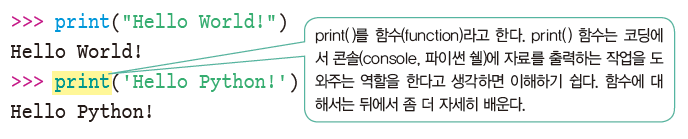 >>> print("Hello World!")
Hello World!
>>> print('Hello Python!')
Hello Python!
print()를 함수(function)라고 한다. print() 함수는 코딩에
서 콘솔(console, 파이썬 쉘)에 자료를 출력하는 작업을 도
와주는 역할을 한다고 생각하면 이해하기 쉽다. 함수에 대
해서는 뒤에서 좀 더 자세히 배운다.